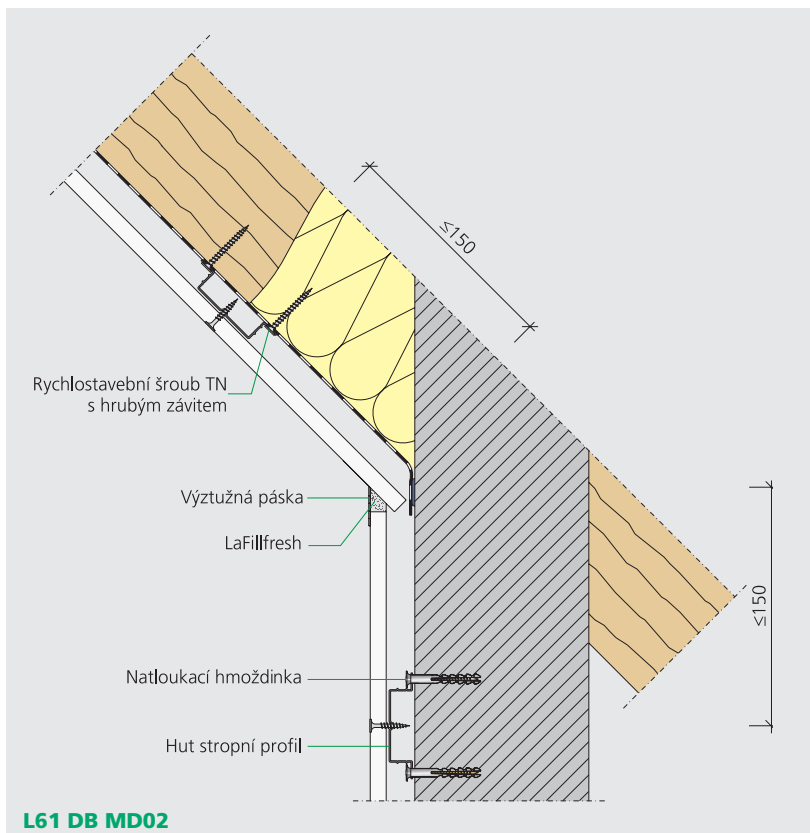 ≤150
Rychlostavební šroub TN
s hrubým závitem
Výztužná páska
LaFillfresh
≤150
Natloukací hmoždinka
Hut stropní profil
L61 DB MD02